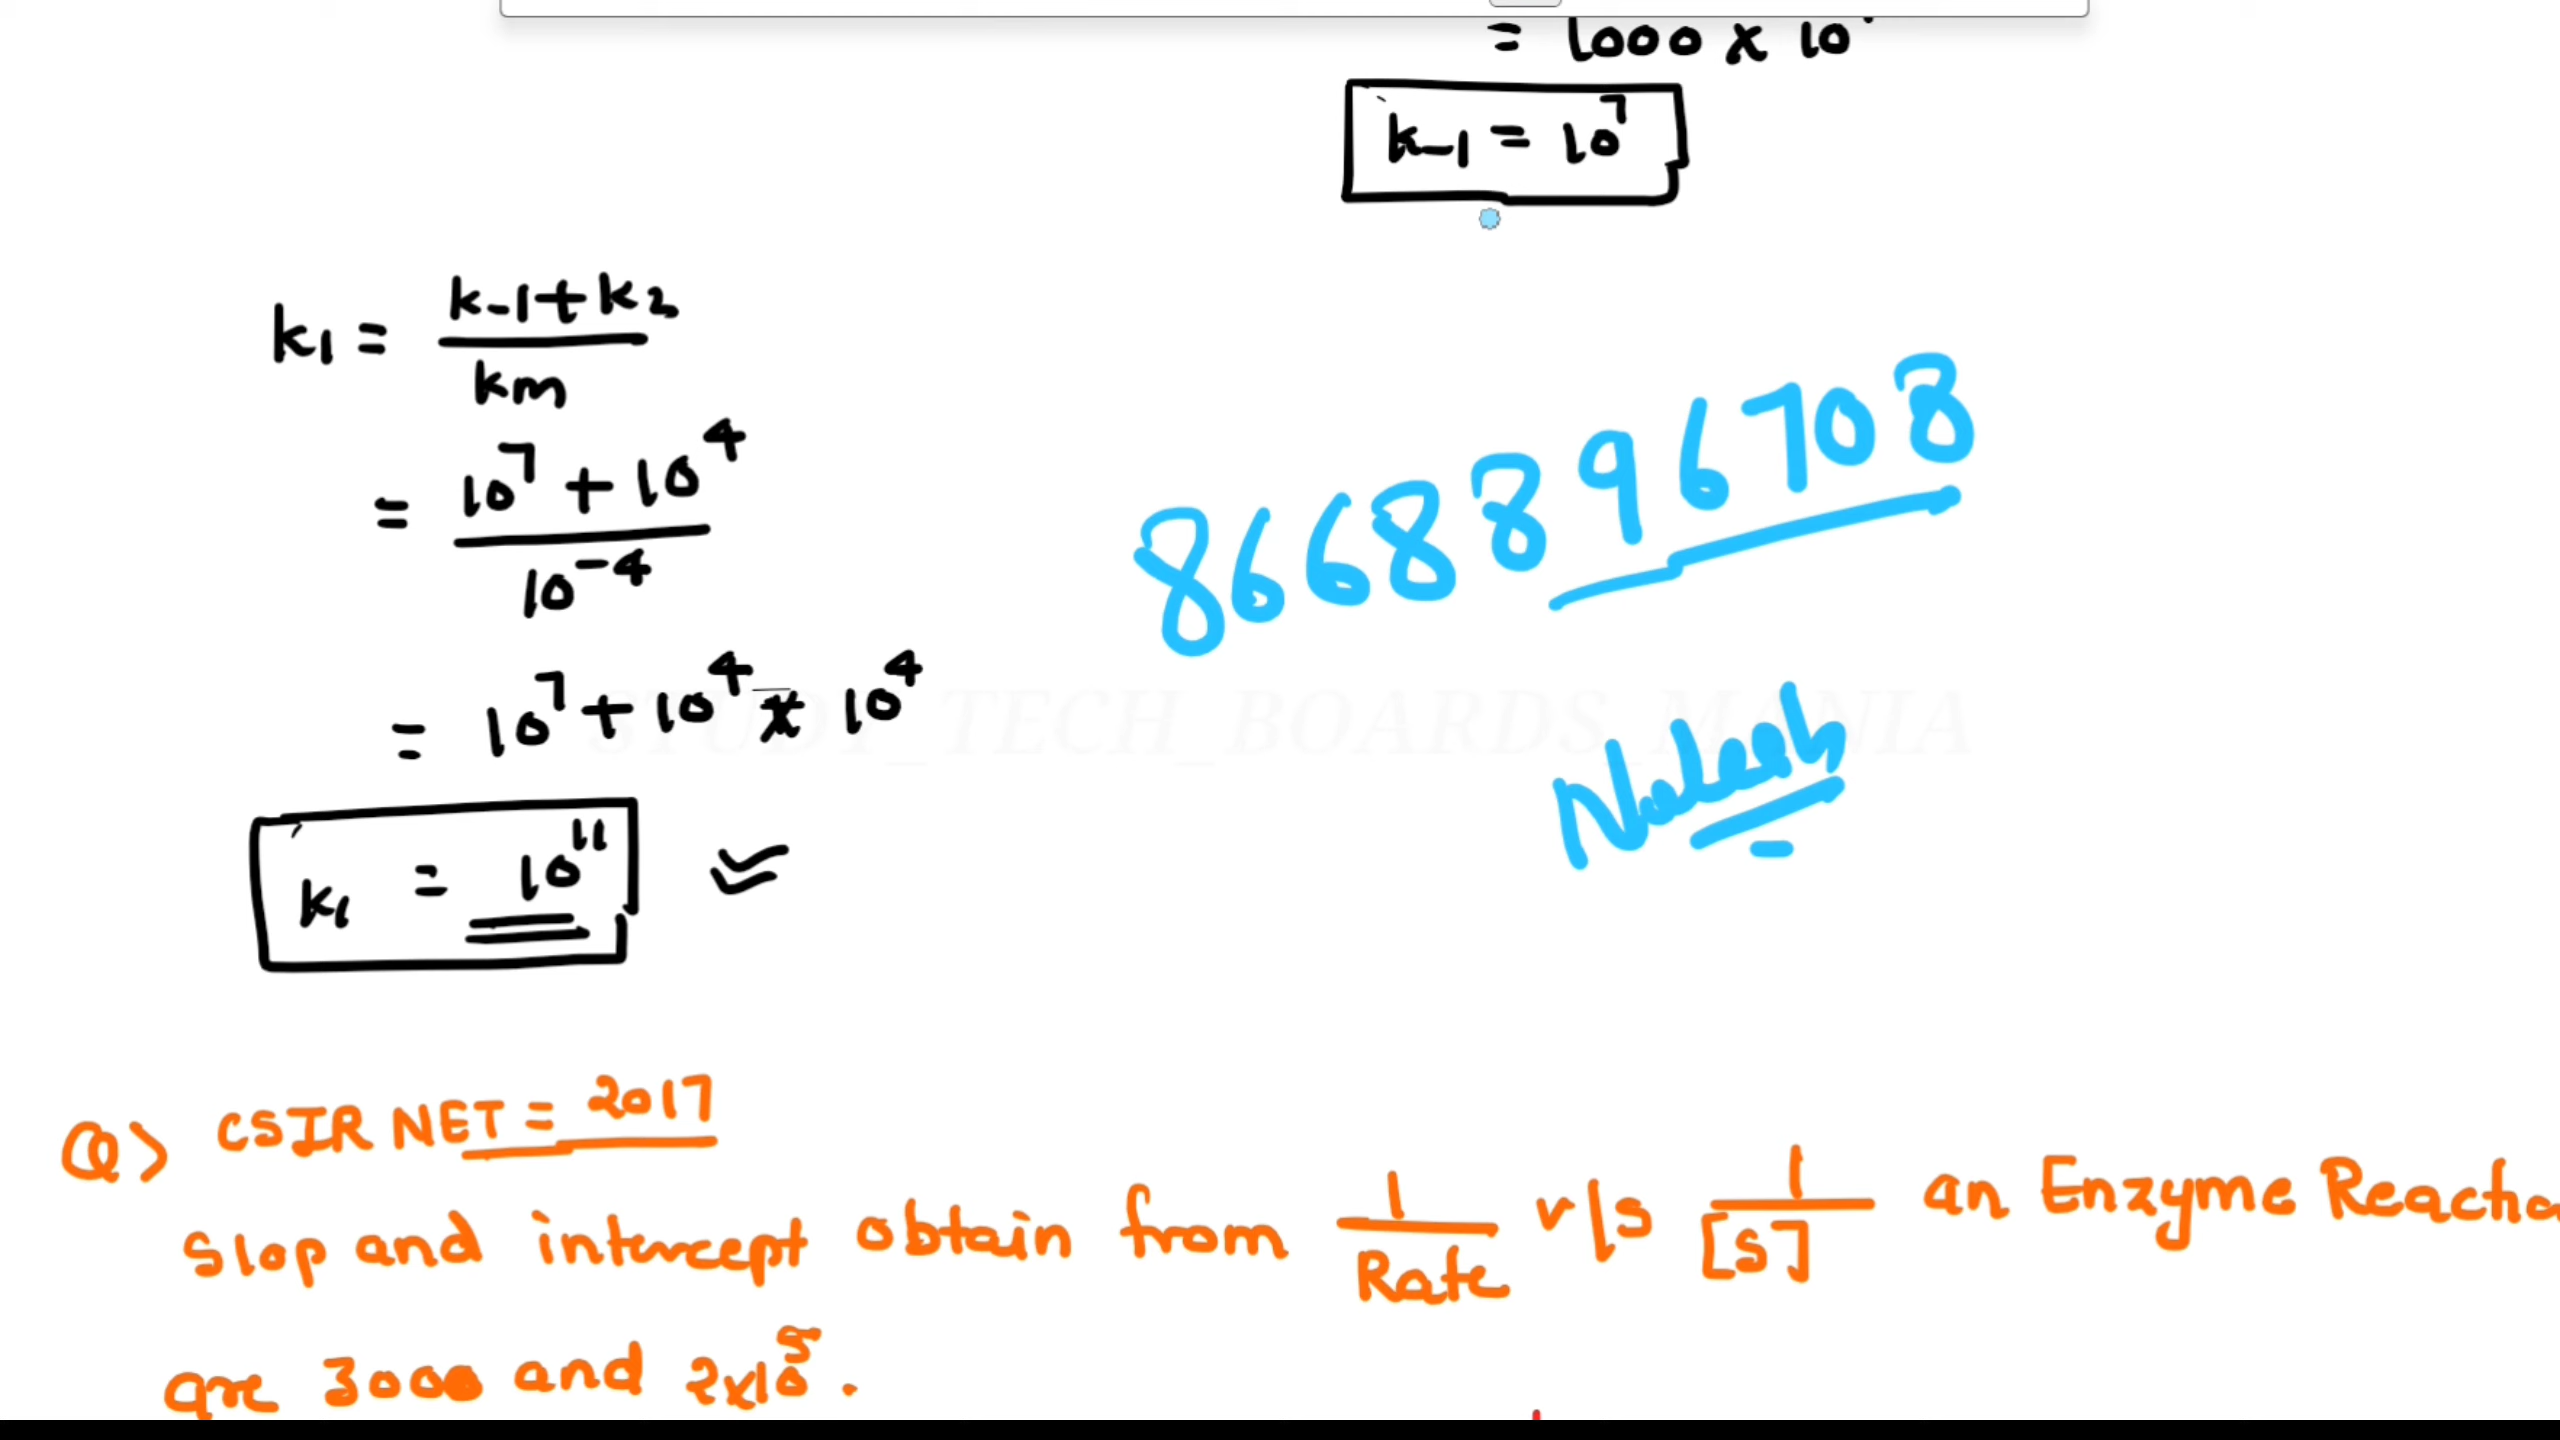 = 1000 x 10
k-1 = 10^7
k1 = k-1+k2 / km
= 10^7 + 10^4 / 10^-4
= 10^7 + 10^4 x 10^4
k1 = 10^11
8668896708
STUDY_TECH_BOARDS_MANIA
Q> CSIR NET = 2017
Slop and intercept obtain from 1/Rate v/s 1/[S] an Enzyme Reactio
are 3000 and 2x10^5.